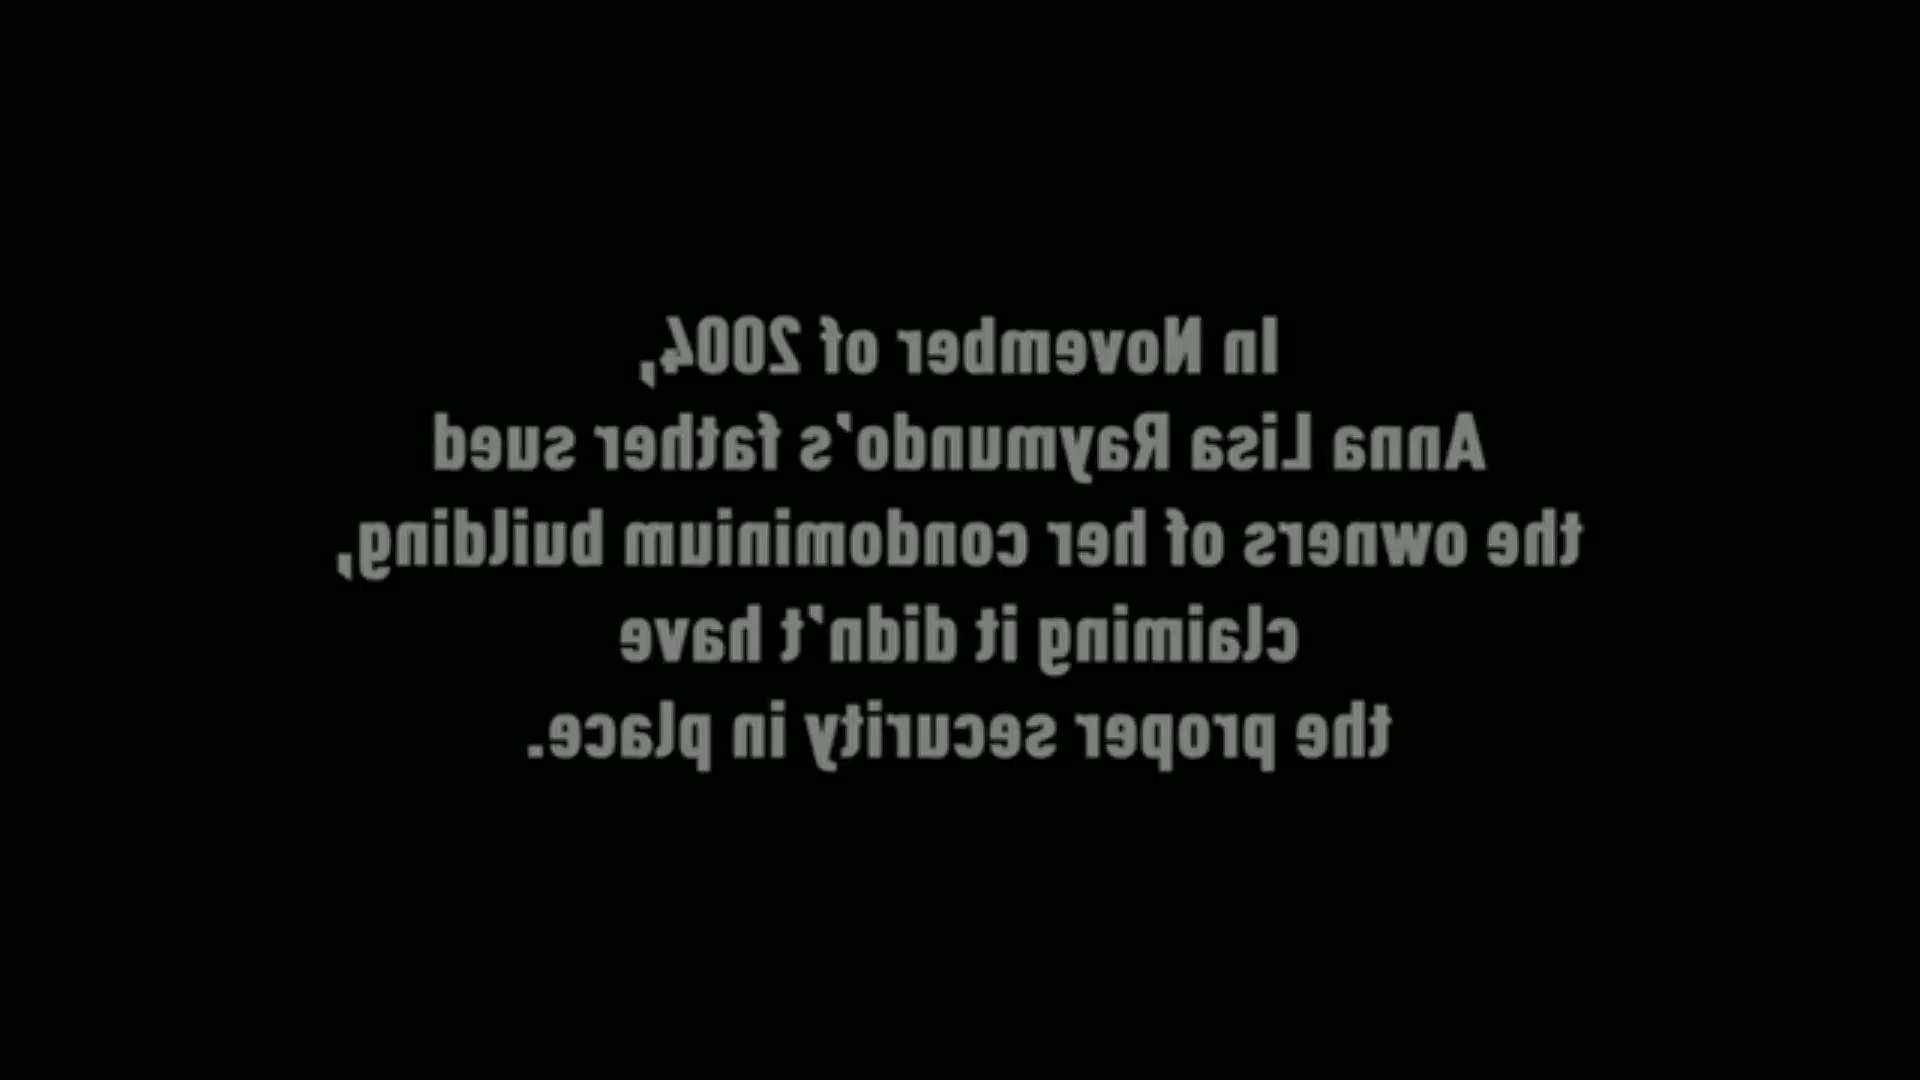 In November of 2004,
Anna Lisa Raymundo's father sued
the owners of her condominium building,
claiming it didn't have
the proper security in place.